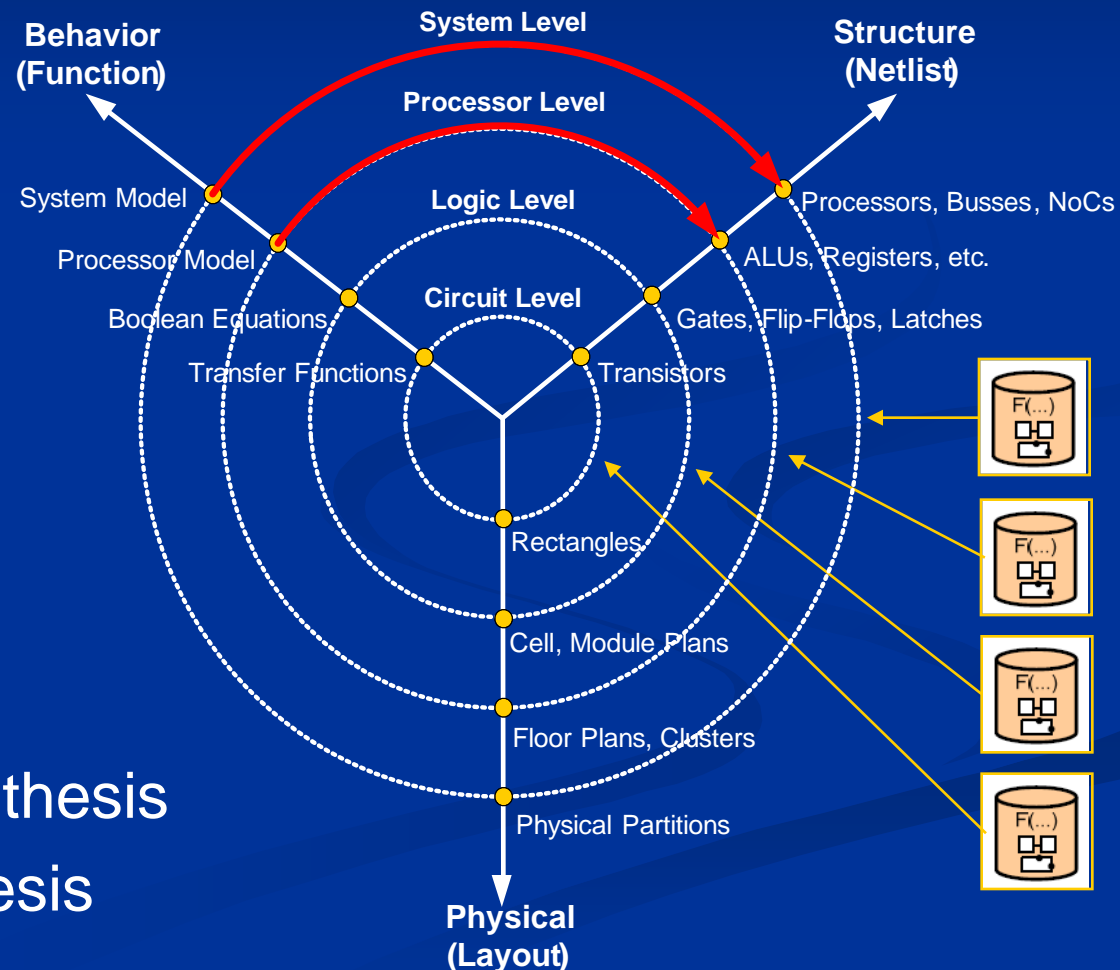 System Level
Behavior
(Function)
Structure
(Netlist)
Processor Level
System Model
Logic Level
Processors, Busses, NoCs
Processor Model
ALUs, Registers, etc.
Circuit Level
Boolean Equations
Gates, Flip-Flops, Latches
Transfer Functions
Transistors
F(...)
F(...)
Rectangles
Cell, Module Plans
F(...)
Floor Plans, Clusters
thesis
Physical Partitions
F(...)
esis
Physical
(Layout)